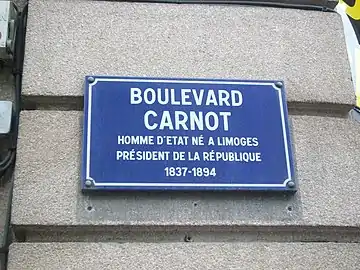 BOULEVARD
CARNOT
HOMME D'ETAT NÉ A LIMOGES
PRÉSIDENT DE LA RÉPUBLIQUE
1837-1894